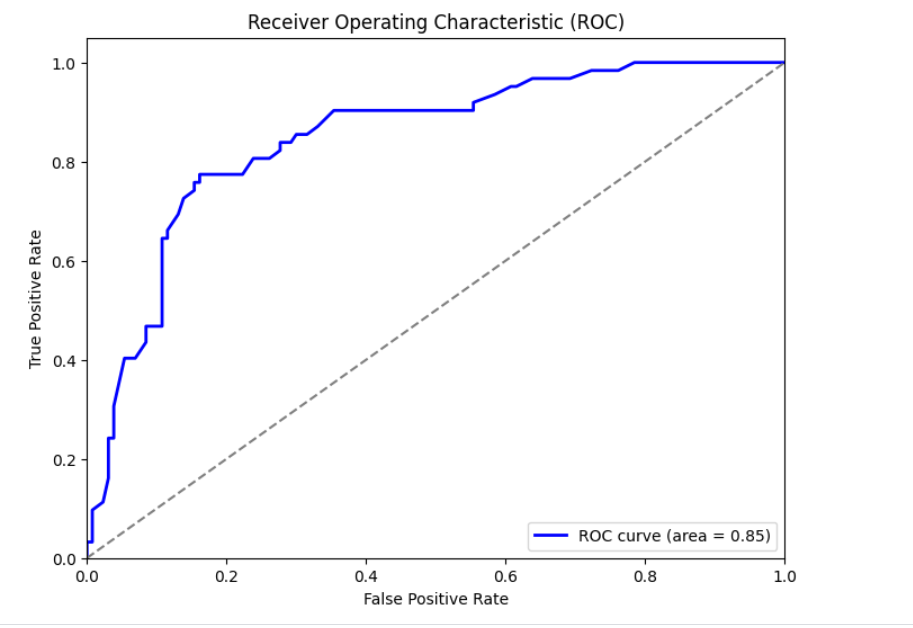 Receiver Operating Characteristic (ROC)
True Positive Rate
1.0
0.8
0.6
0.4
0.2
0.0
ROC curve (area = 0.85)
0.0 0.2 0.4 0.6 0.8 1.0
False Positive Rate